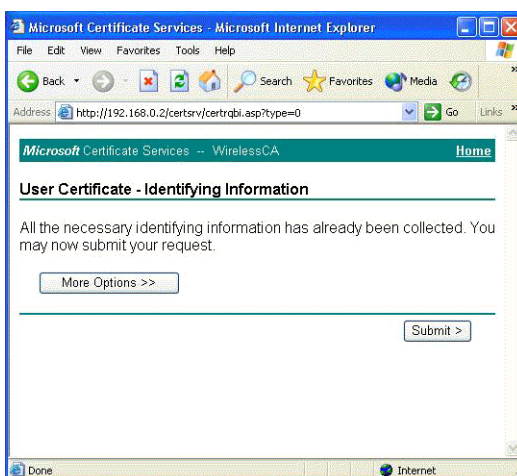 Microsoft Certificate Services - Microsoft Internet Explorer
File Edit View Favorites Tools Help
Back Search Favorites Media »
Address http://192.168.0.2/certsrv/certrqbi.asp?type=0 Go Links »
Microsoft Certificate Services -- WirelessCA Home
User Certificate - Identifying Information
All the necessary identifying information has already been collected. You
may now submit your request.
More Options >>
Submit >
Done Internet